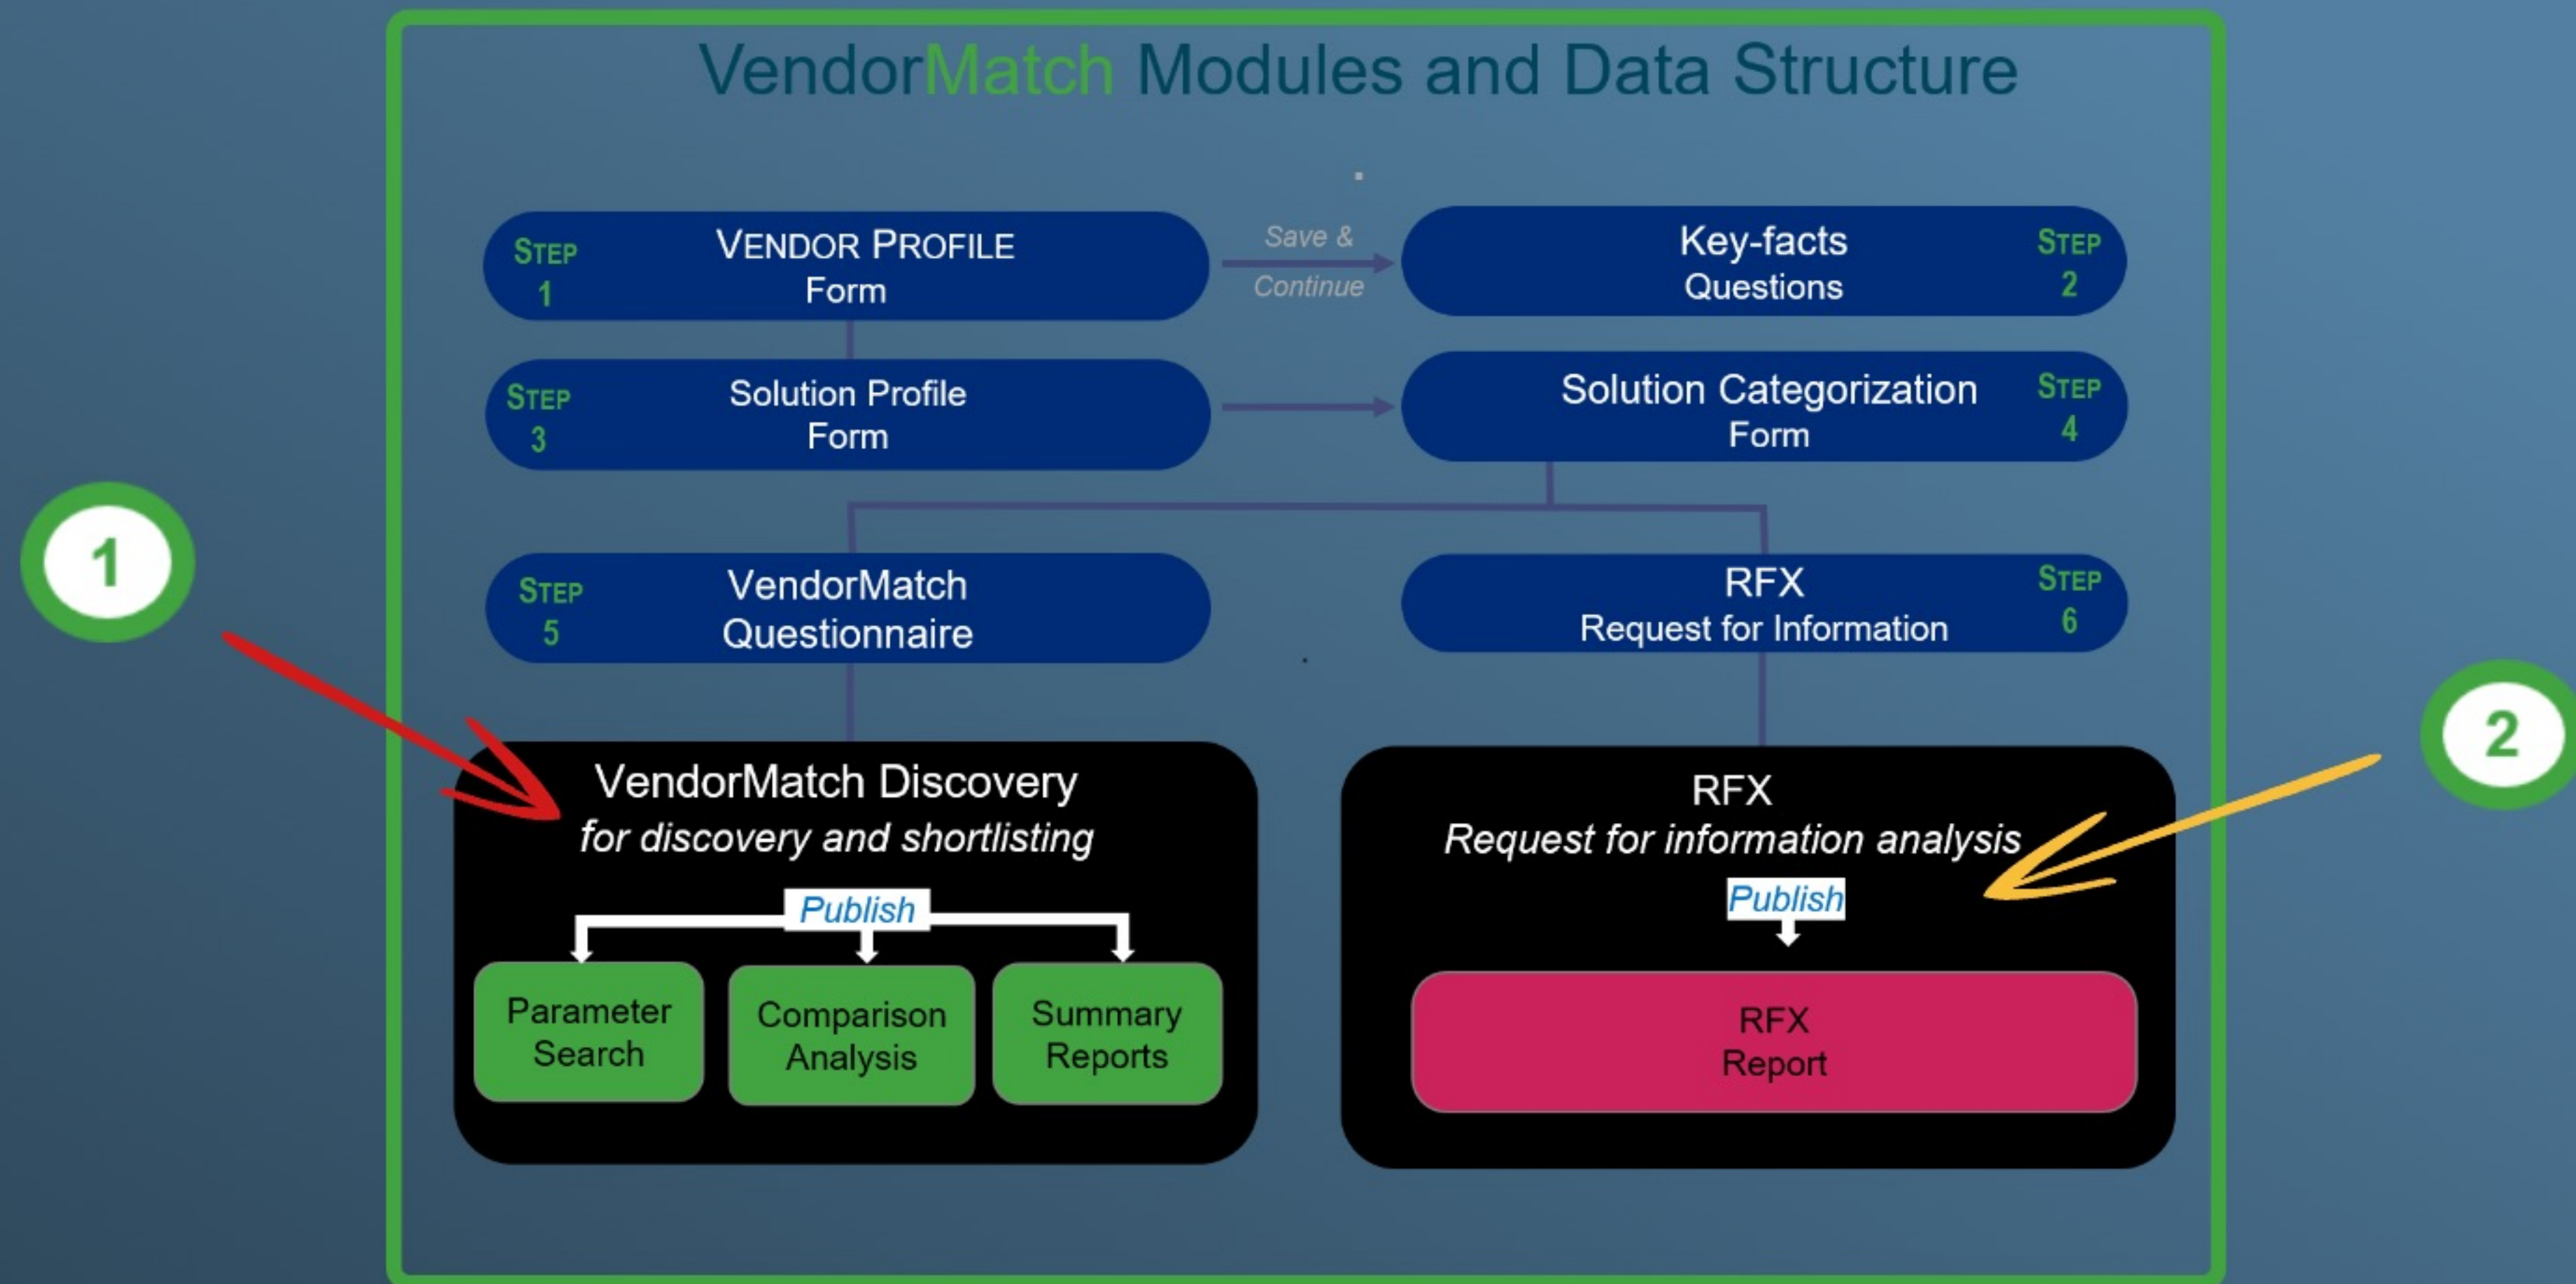 VendorMatch Modules and Data Structure
STEP
1
VENDOR PROFILE
Form
Save &
Continue
Key-facts
Questions
STEP
2
STEP
3
Solution Profile
Form
Solution Categorization
Form
STEP
4
1
STEP
5
VendorMatch
Questionnaire
RFX
Request for Information
STEP
6
2
VendorMatch Discovery
for discovery and shortlisting
Publish
Parameter
Search
Comparison
Analysis
Summary
Reports
RFX
Request for information analysis
Publish
RFX
Report